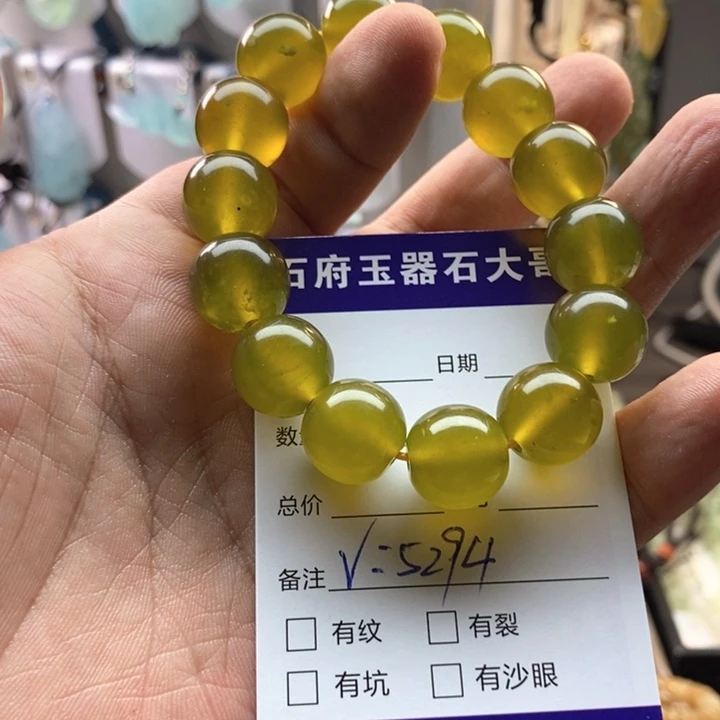 石府玉器石大哥
日期
数
总价
备注 V=5294
有纹 有裂
有坑 有沙眼